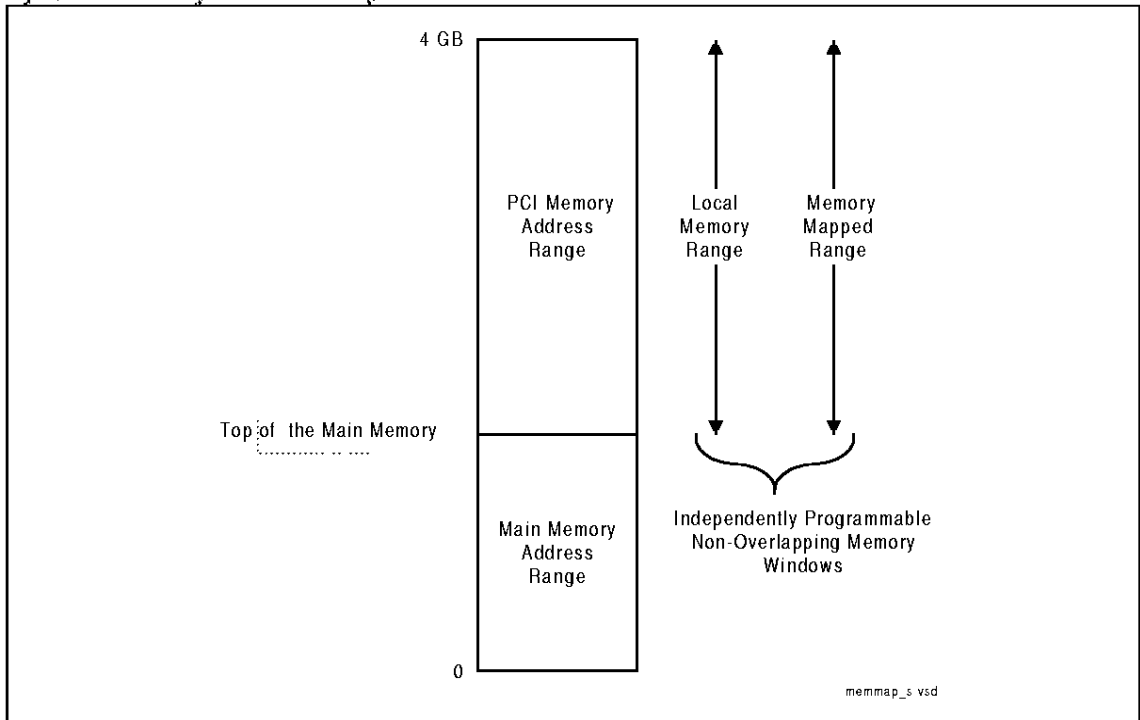 4 GB
PCI Memory
Address
Range
Local
Memory
Range
Memory
Mapped
Range
Top of the Main Memory
Main Memory
Address
Range
Independently Programmable
Non-Overlapping Memory
Windows
0
memmap_s vsd